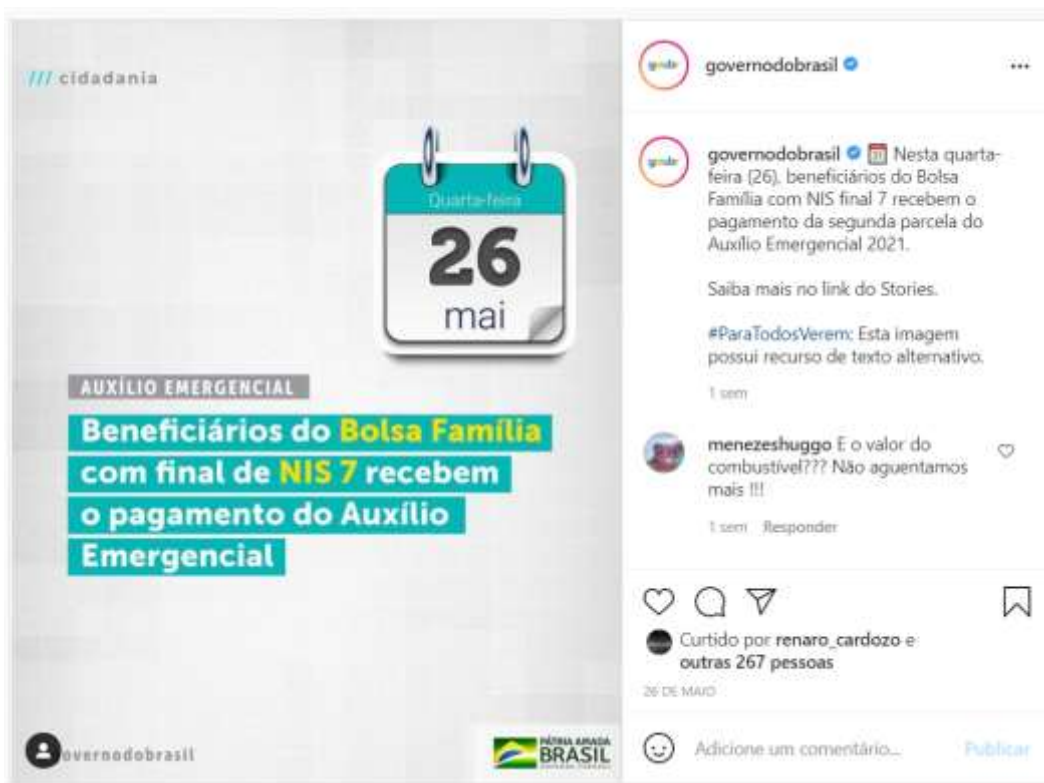 /// cidadania
Quarta-feira
26
mai
AUXÍLIO EMERGENCIAL
Beneficiários do Bolsa Família
com final de NIS 7 recebem
o pagamento do Auxílio
Emergencial
overnodobrasil
PÁTRIA AMADA
BRASIL
governodobrasil
governodobrasil Nesta quarta-
feira (26), beneficiários do Bolsa
Família com NIS final 7 recebem o
pagamento da segunda parcela do
Auxílio Emergencial 2021.
Saiba mais no link do Stories.
#ParaTodosVerem: Esta imagem
possui recurso de texto alternativo.
1 sem
menezeshuggo E o valor do
combustível??? Não aguentamos
mais !!!
1 sem Responder
Curtido por renaro_cardozo e
outras 267 pessoas
26 DE MAIO
Adicione um comentário... Publicar